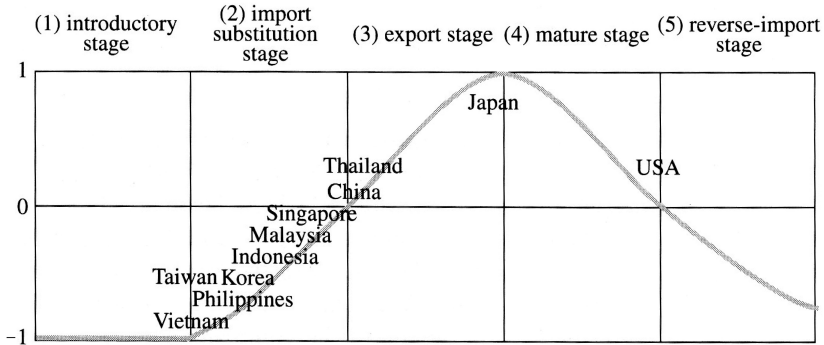 (1) introductory
stage
(2) import
substitution
stage
(3) export stage
(4) mature stage
(5) reverse-import
stage
1
Japan
Thailand
USA
China
0
Singapore
Malaysia
Indonesia
Taiwan Korea
Philippines
Vietnam
−1